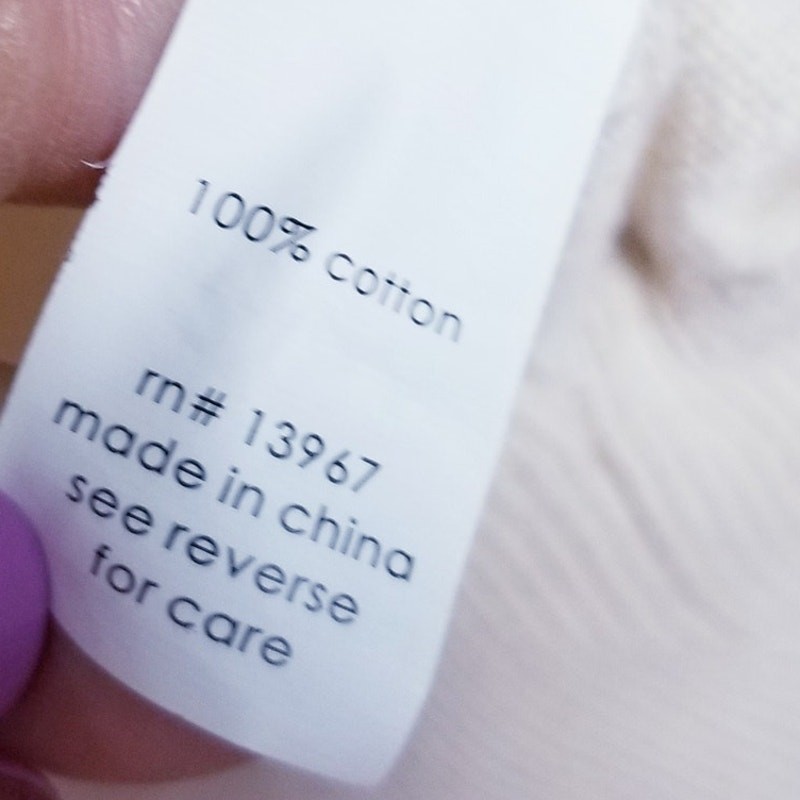 100% cotton
rn# 13967
made in china
see reverse
for care